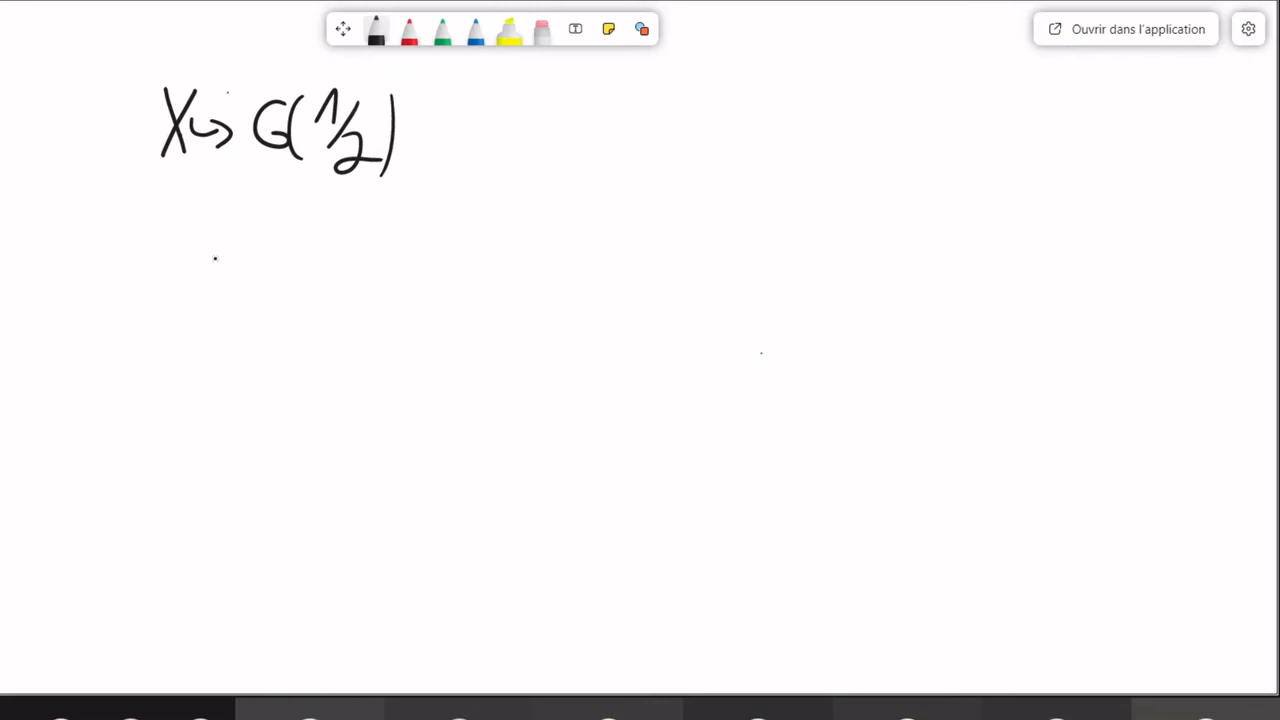 Ouvrir dans l'application
X↪G(1/2)